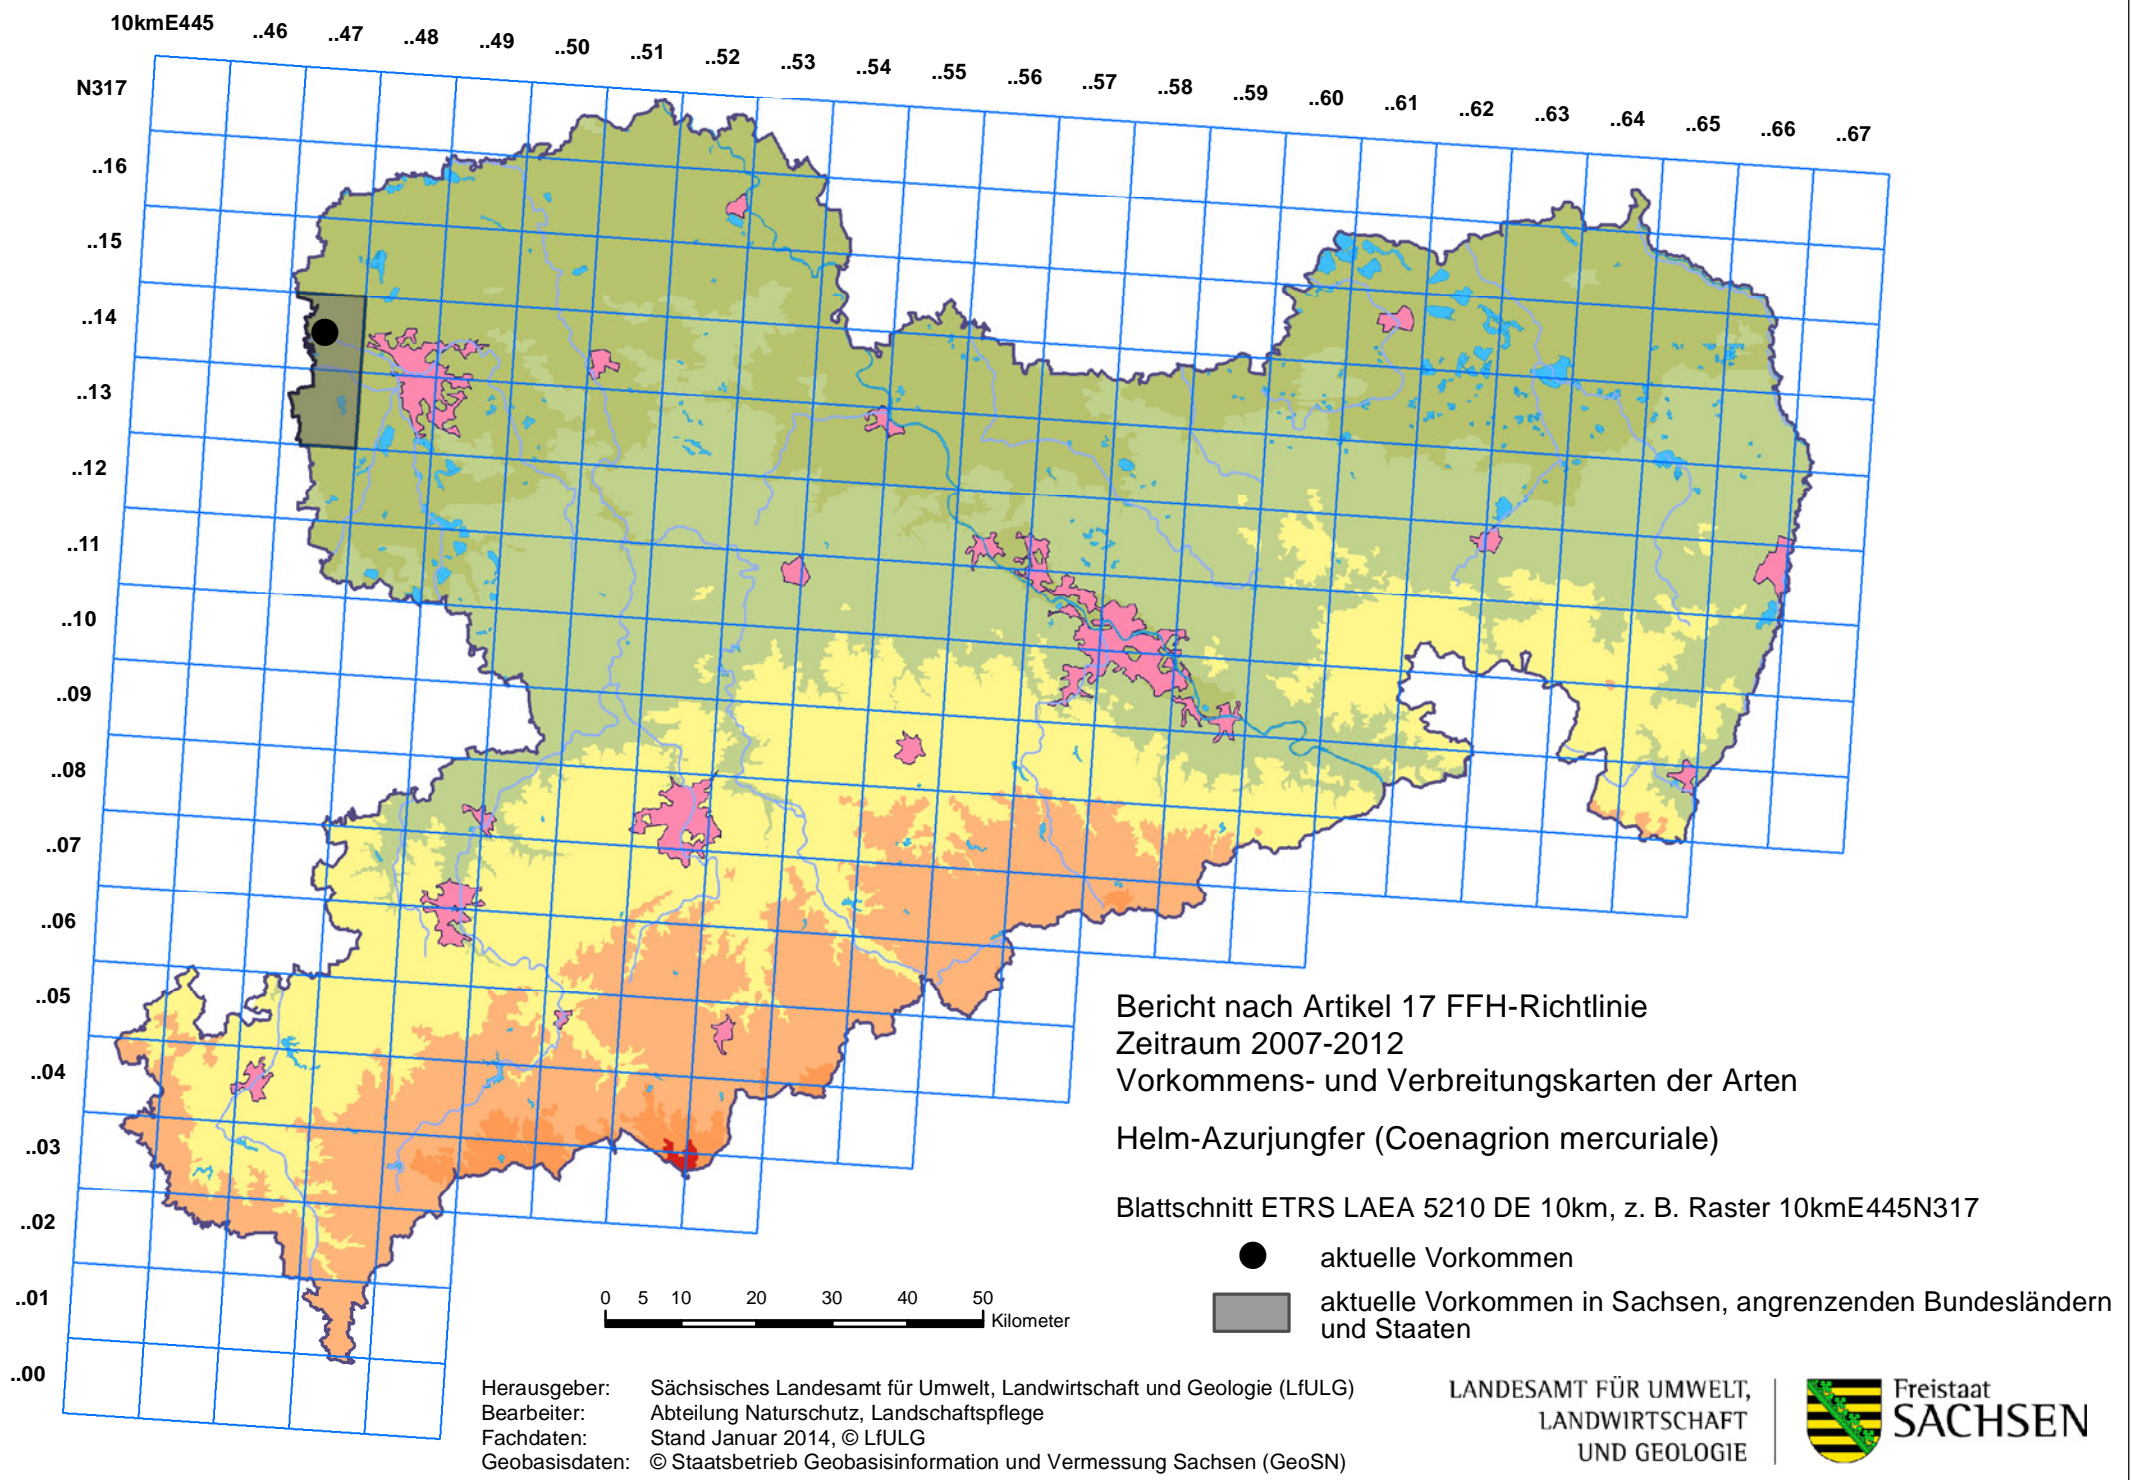 10kmE445 ..46 ..47 ..48 ..49 ..50 ..51 ..52 ..53 ..54 ..55 ..56 ..57 ..58 ..59 ..60 ..61 ..62 ..63 ..64 ..65 ..66 ..67
N317
..16
..15
..14
..13
..12
..11
..10
..09
..08
..07
..06
..05
..04
..03
..02
..01
..00
Bericht nach Artikel 17 FFH-Richtlinie
Zeitraum 2007-2012
Vorkommens- und Verbreitungskarten der Arten
Helm-Azurjungfer (Coenagrion mercuriale)
Blattschnitt ETRS LAEA 5210 DE 10km, z. B. Raster 10kmE445N317
aktuelle Vorkommen
aktuelle Vorkommen in Sachsen, angrenzenden Bundesländern
und Staaten
0 5 10 20 30 40 50
Kilometer
Herausgeber: Sächsisches Landesamt für Umwelt, Landwirtschaft und Geologie (LfULG)
Bearbeiter: Abteilung Naturschutz, Landschaftspflege
Fachdaten: Stand Januar 2014, © LfULG
Geobasisdaten: © Staatsbetrieb Geobasisinformation und Vermessung Sachsen (GeoSN)
LANDESAMT FÜR UMWELT,
LANDWIRTSCHAFT
UND GEOLOGIE
Freistaat
SACHSEN